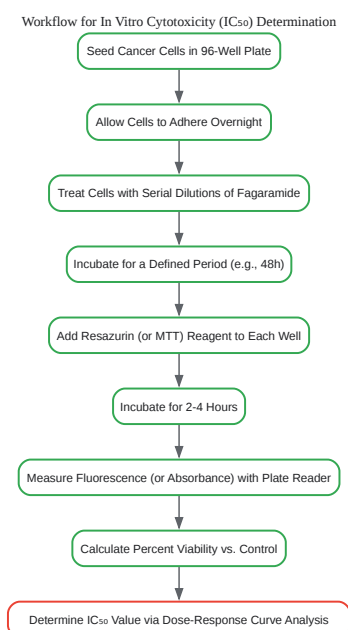 Workflow for In Vitro Cytotoxicity (IC₅₀) Determination
Seed Cancer Cells in 96-Well Plate
Allow Cells to Adhere Overnight
Treat Cells with Serial Dilutions of Fagaramide
Incubate for a Defined Period (e.g., 48h)
Add Resazurin (or MTT) Reagent to Each Well
Incubate for 2-4 Hours
Measure Fluorescence (or Absorbance) with Plate Reader
Calculate Percent Viability vs. Control
Determine IC₅₀ Value via Dose-Response Curve Analysis